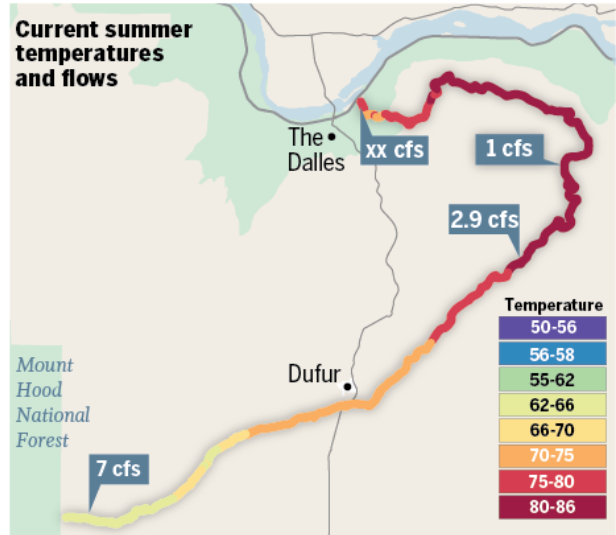 Current summer
temperatures
and flows
The
Dalles
xx cfs
1 cfs
2.9 cfs
Dufur
Mount
Hood
National
Forest
7 cfs
Temperature
50-56
56-58
55-62
62-66
66-70
70-75
75-80
80-86